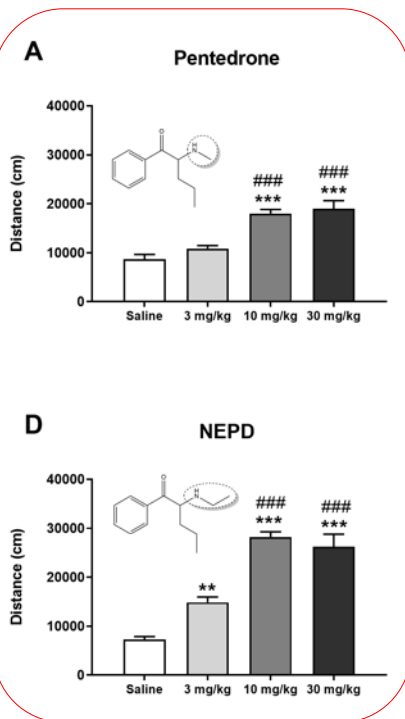 A
Pentedrone
Distance (cm)
40000
30000
20000
10000
0
O
H
N
###
***
###
***
Saline 3 mg/kg 10 mg/kg 30 mg/kg
D
NEPD
Distance (cm)
40000
30000
20000
10000
0
O
H
N
**
###
***
###
***
Saline 3 mg/kg 10 mg/kg 30 mg/kg